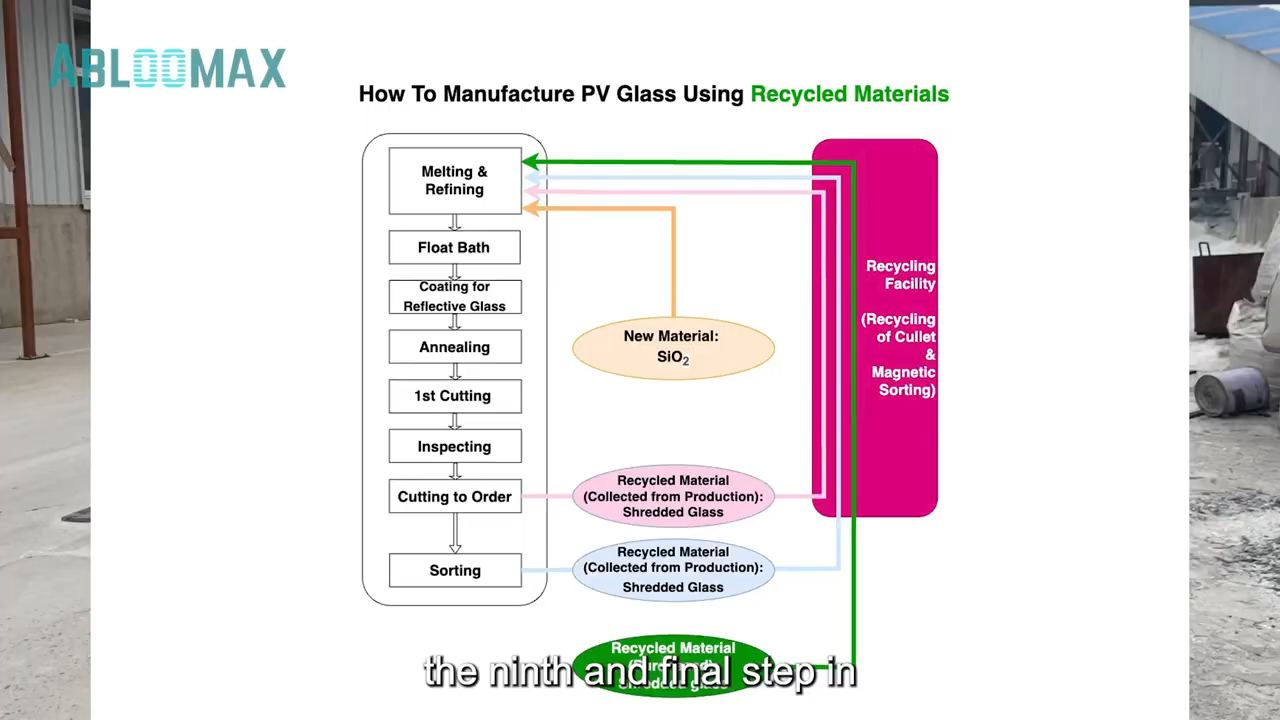 ABLOOMAX
How To Manufacture PV Glass Using Recycled Materials
Melting &
Refining
Float Bath
Coating for
Reflective Glass
Annealing
1st Cutting
Inspecting
Cutting to Order
Sorting
New Material:
SiO₂
Recycled Material
(Collected from Production):
Shredded Glass
Recycled Material
(Collected from Production):
Shredded Glass
Recycled Material
Shredded glass
Recycling
Facility
(Recycling
of Cullet
&
Magnetic
Sorting)
the ninth and final step in